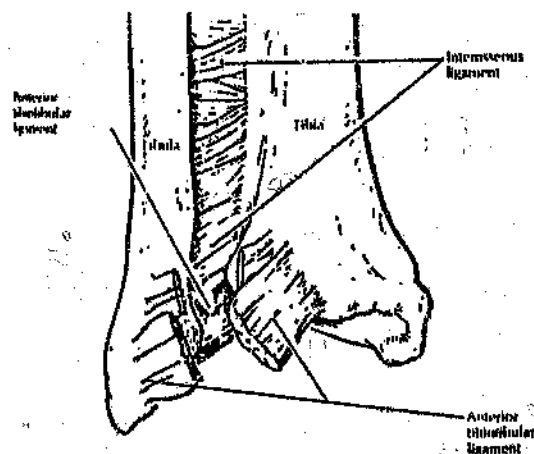 Interosseous
ligament
Posterior
tibiofibular
ligament
Fibula
Tibia
Anterior
tibiofibular
ligament